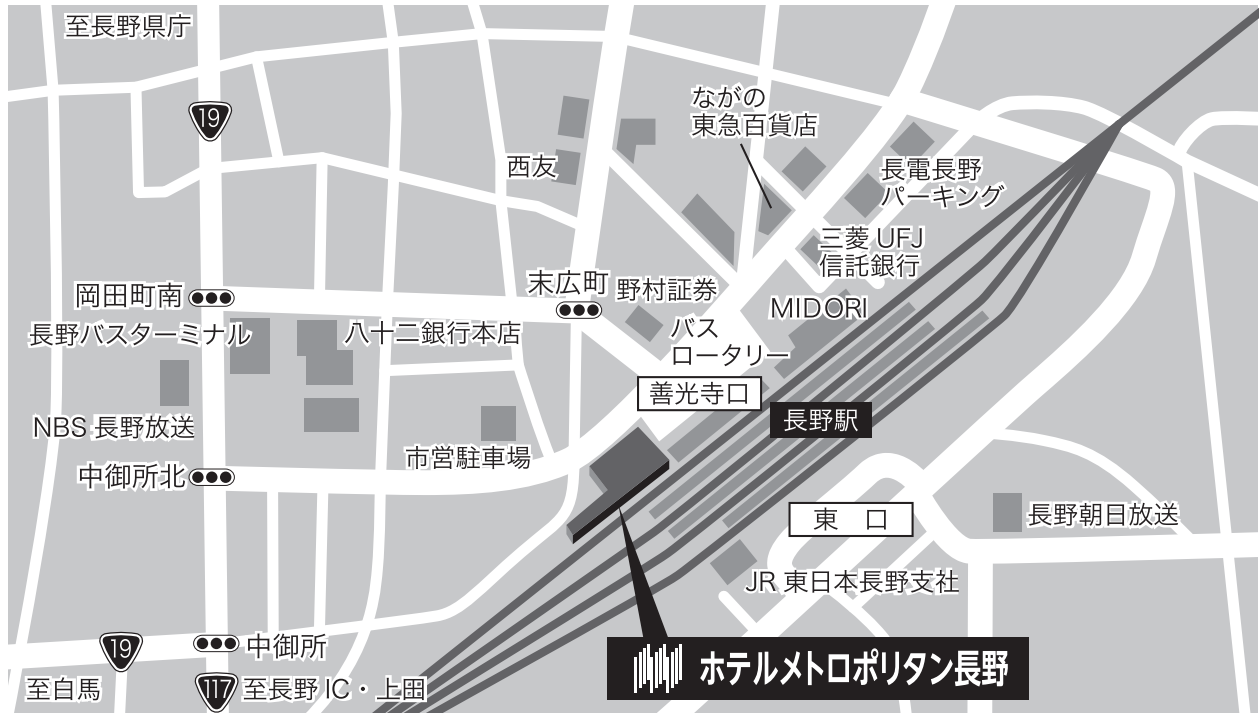 至長野県庁
19
ながの
東急百貨店
西友
長電長野
パーキング
三菱UFJ
信託銀行
岡田町南
末広町
野村証券
MIDORI
長野バスターミナル
八十二銀行本店
バス
ロータリー
善光寺口
長野駅
NBS 長野放送
市営駐車場
中御所北
東　口
長野朝日放送
JR 東日本長野支社
19
中御所
ホテルメトロポリタン長野
至白馬
117
至長野 IC・上田